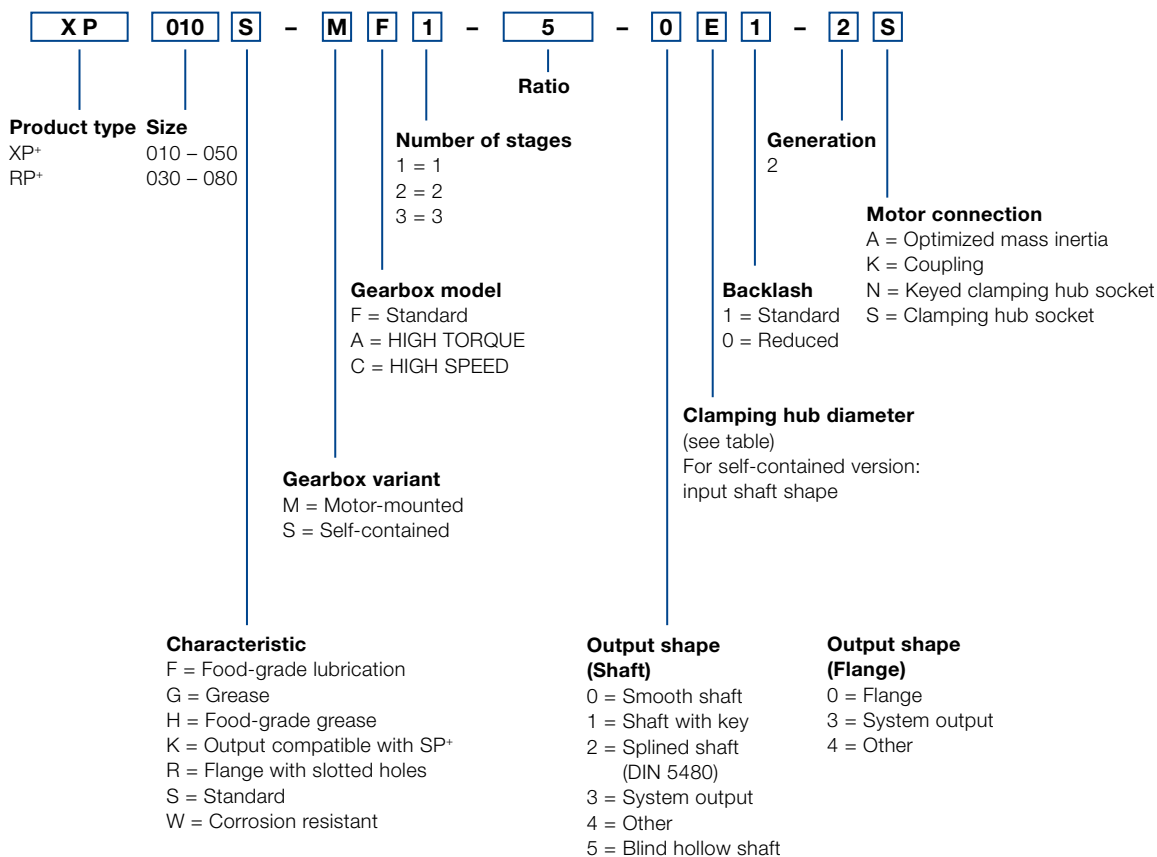 X P 010 S – M F 1 – 5 – 0 E 1 – 2 S
Ratio
Product type
XP+
RP+
Size
010 – 050
030 – 080
Number of stages
1 = 1
2 = 2
3 = 3
Generation
2
Motor connection
A = Optimized mass inertia
K = Coupling
N = Keyed clamping hub socket
S = Clamping hub socket
Gearbox model
F = Standard
A = HIGH TORQUE
C = HIGH SPEED
Backlash
1 = Standard
0 = Reduced
Clamping hub diameter
(see table)
For self-contained version:
input shaft shape
Gearbox variant
M = Motor-mounted
S = Self-contained
Characteristic
F = Food-grade lubrication
G = Grease
H = Food-grade grease
K = Output compatible with SP+
R = Flange with slotted holes
S = Standard
W = Corrosion resistant
Output shape
(Shaft)
0 = Smooth shaft
1 = Shaft with key
2 = Splined shaft
(DIN 5480)
3 = System output
4 = Other
5 = Blind hollow shaft
Output shape
(Flange)
0 = Flange
3 = System output
4 = Other